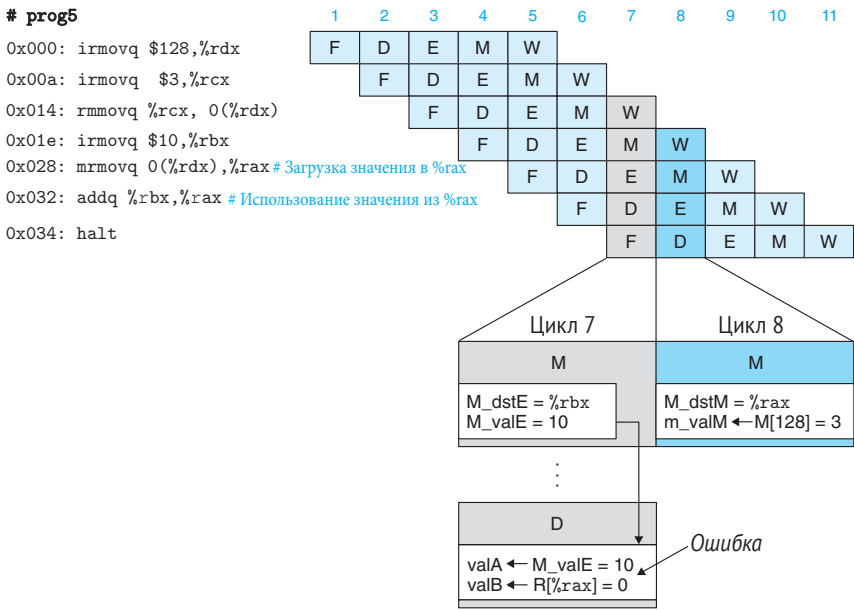 # prog5 1 2 3 4 5 6 7 8 9 10 11
0x000: irmovq $128,%rdx F D E M W
0x00a: irmovq $3,%rcx F D E M W
0x014: rmmovq %rcx, 0(%rdx) F D E M W
0x01e: irmovq $10,%rbx F D E M W
0x028: mrmovq 0(%rdx),%rax # Загрузка значения в %rax F D E M W
0x032: addq %rbx,%rax # Использование значения из %rax F D E M W
0x034: halt F D E M W
Цикл 7 Цикл 8
M M
M_dstE = %rbx M_dstM = %rax
M_valE = 10 m_valM ← M[128] = 3
⋮
D
Ошибка
valA ← M_valE = 10
valB ← R[%rax] = 0